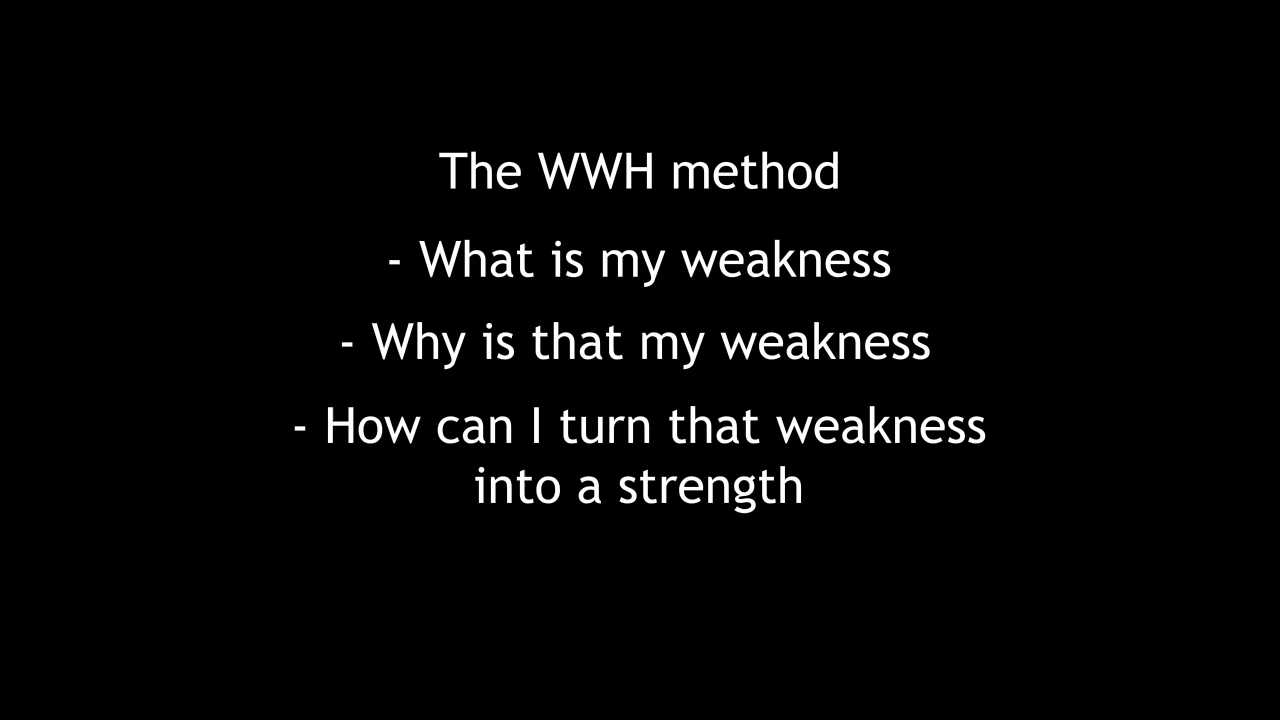 The WWH method
- What is my weakness
- Why is that my weakness
- How can I turn that weakness
into a strength